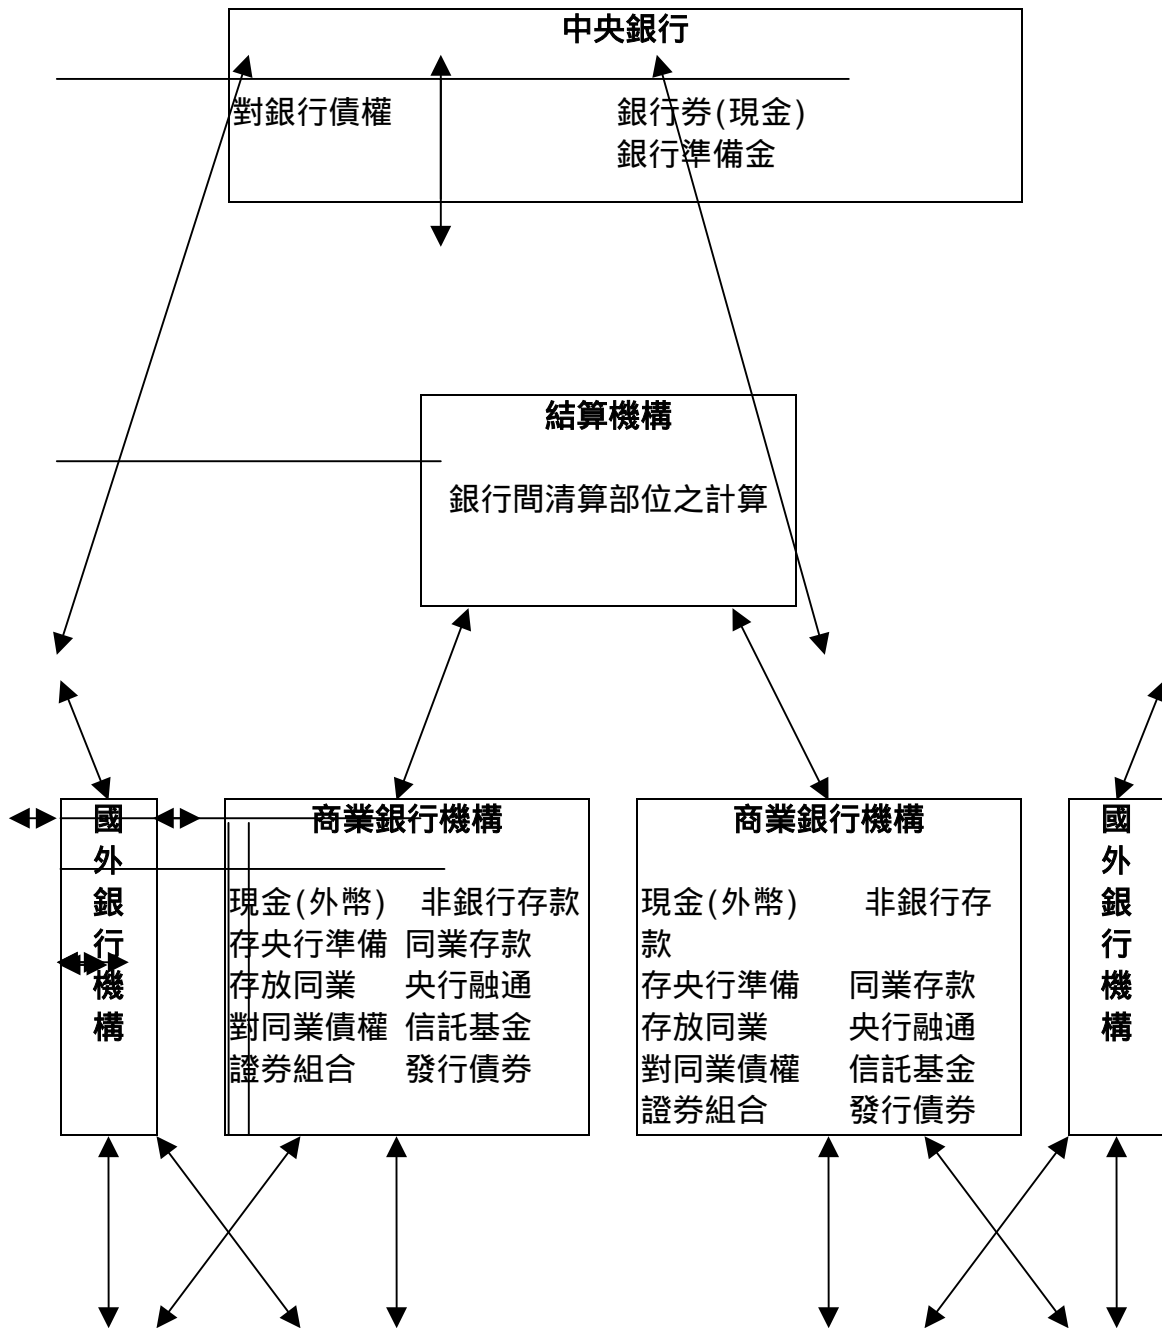 中央銀行
對銀行債權 銀行券(現金)
銀行準備金
結算機構
銀行間清算部位之計算
國外銀行機構
商業銀行機構
現金(外幣) 非銀行存款
存央行準備 同業存款
存放同業 央行融通
對同業債權 信託基金
證券組合 發行債券
商業銀行機構
現金(外幣) 非銀行存
款
存央行準備 同業存款
存放同業 央行融通
對同業債權 信託基金
證券組合 發行債券
國外銀行機構